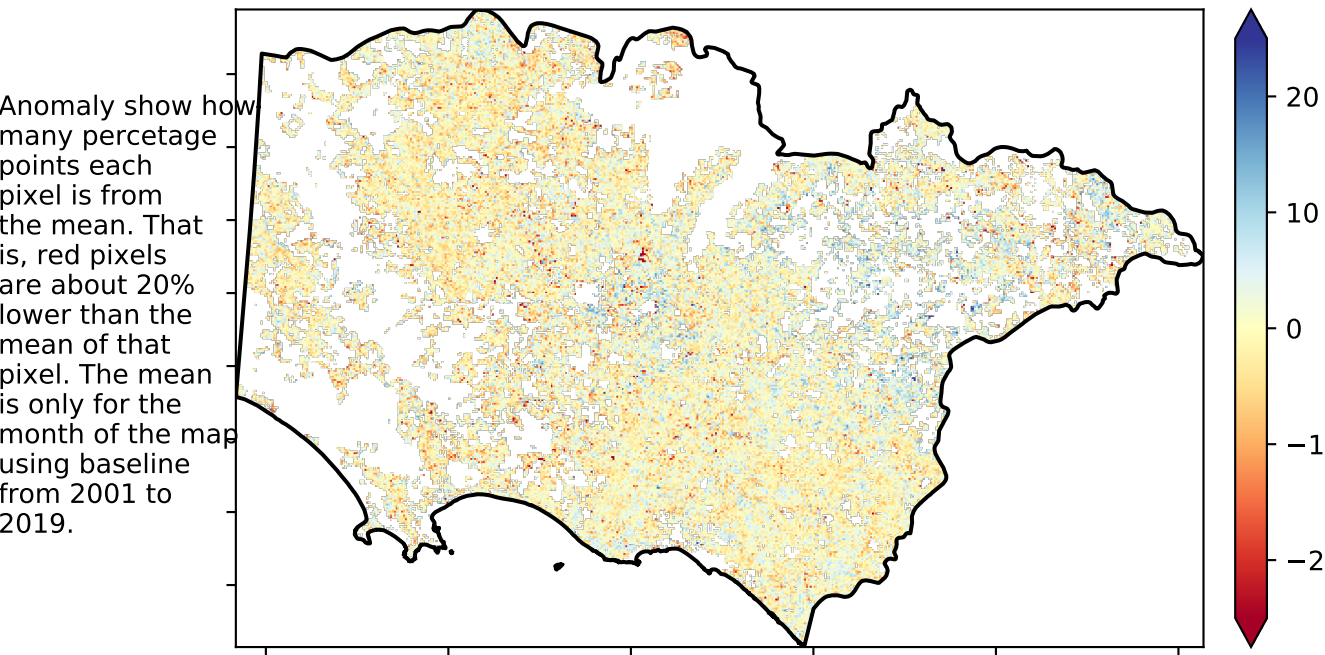 Anomaly show how
many percetage
points each
pixel is from
the mean. That
is, red pixels
are about 20%
lower than the
mean of that
pixel. The mean
is only for the
month of the map
using baseline
from 2001 to
2019.
20
10
0
−1
−2